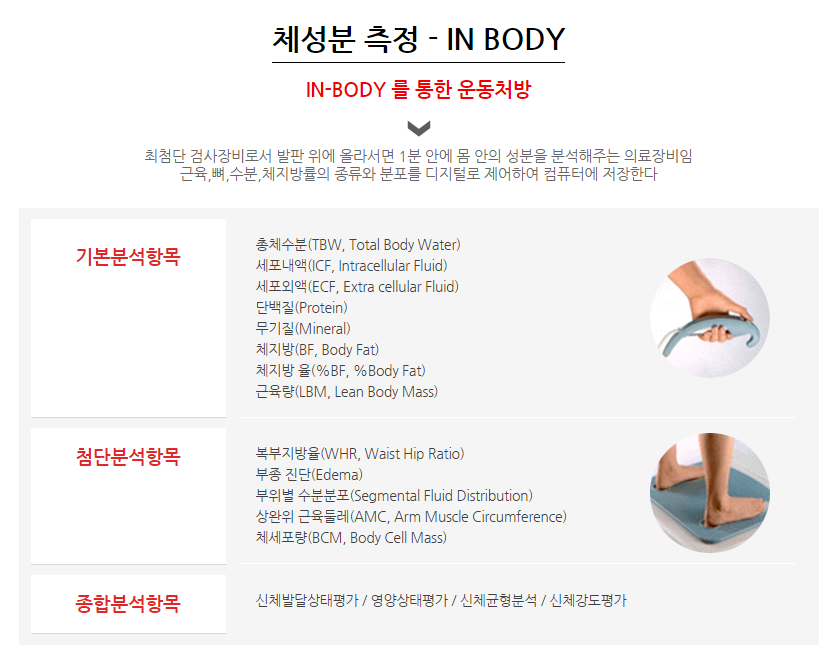 체성분 측정 - IN BODY
IN-BODY 를 통한 운동처방
최첨단 검사장비로서 발판 위에 올라서면 1분 안에 몸 안의 성분을 분석해주는 의료장비임
근육,뼈,수분,체지방률의 종류와 분포를 디지털로 제어하여 컴퓨터에 저장한다
기본분석항목
총체수분(TBW, Total Body Water)
세포내액(ICF, Intracellular Fluid)
세포외액(ECF, Extra cellular Fluid)
단백질(Protein)
무기질(Mineral)
체지방(BF, Body Fat)
체지방 율(%BF, %Body Fat)
근육량(LBM, Lean Body Mass)
첨단분석항목
복부지방율(WHR, Waist Hip Ratio)
부종 진단(Edema)
부위별 수분분포(Segmental Fluid Distribution)
상완위 근육둘레(AMC, Arm Muscle Circumference)
체세포량(BCM, Body Cell Mass)
종합분석항목
신체발달상태평가 / 영양상태평가 / 신체균형분석 / 신체강도평가